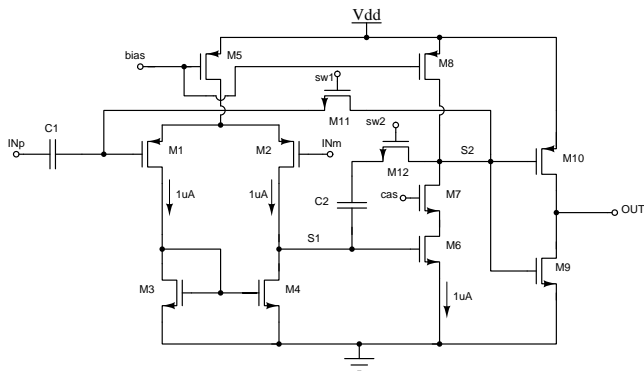 Vdd
bias
M5
M8
sw1
C1
M11
sw2
INp
M1
M2
INm
S2
M10
M12
1uA
1uA
C2
cas
M7
OUT
S1
M6
M9
M3
M4
1uA